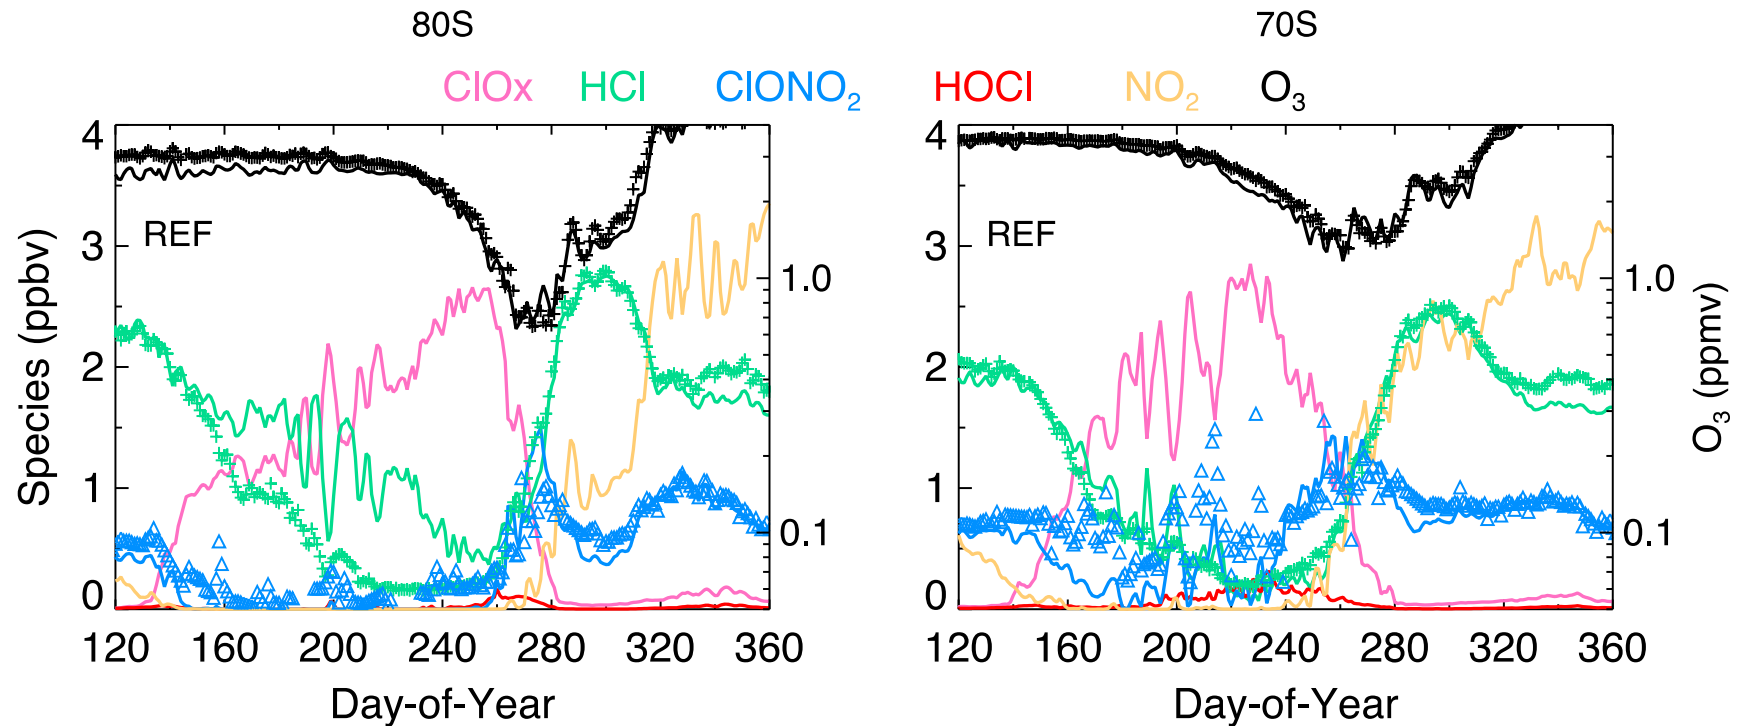 80S 70S
ClOx HCl ClONO₂ HOCl NO₂ O₃
4 4
REF REF
3 3
1.0 1.0
2 2
1 1
0.1 0.1
0 0
120 160 200 240 280 320 360 120 160 200 240 280 320 360
Day-of-Year Day-of-Year
Species (ppbv)
O₃ (ppmv)